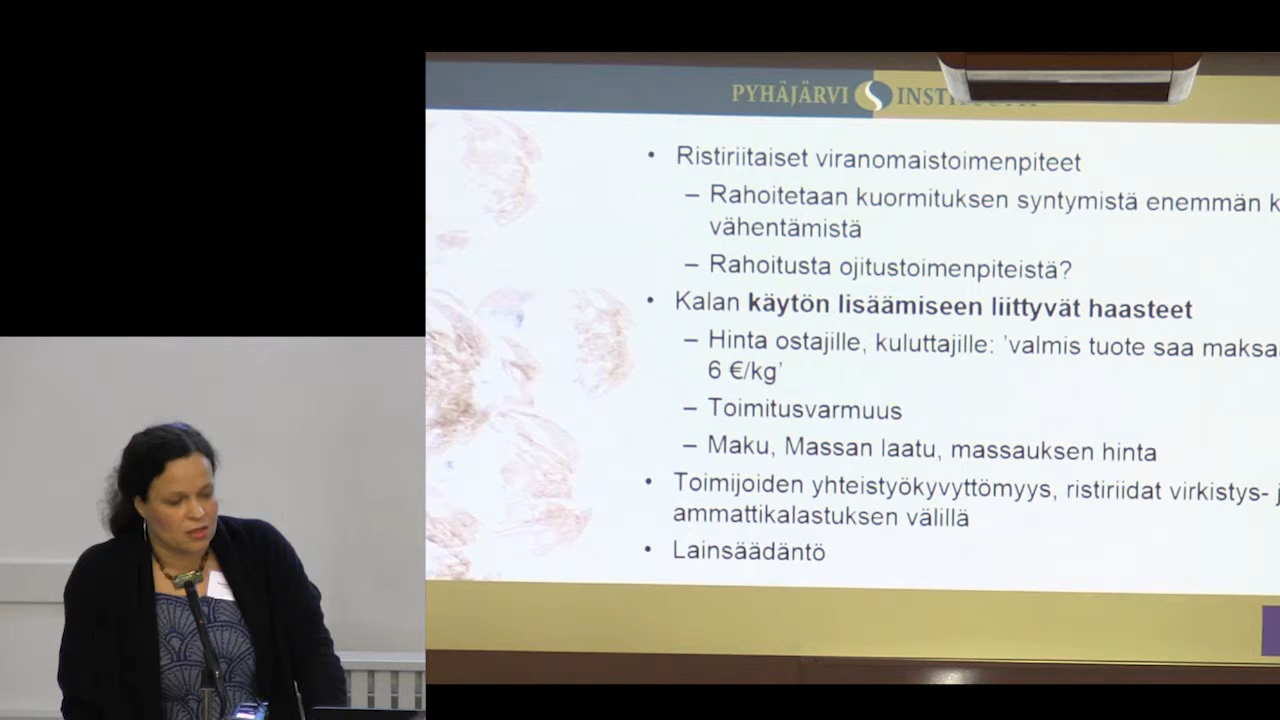 PYHÄJÄRVI INSTITUUTTI
• Ristiriitaiset viranomaistoimenpiteet
– Rahoitetaan kuormituksen syntymistä enemmän k
vähentämistä
– Rahoitusta ojitustoimenpiteistä?
• Kalan käytön lisäämiseen liittyvät haasteet
– Hinta ostajille, kuluttajille: 'valmis tuote saa maksa
6 €/kg'
– Toimitusvarmuus
– Maku, Massan laatu, massauksen hinta
• Toimijoiden yhteistyökyvyttömyys, ristiriidat virkistys- j
ammattikalastuksen välillä
• Lainsäädäntö